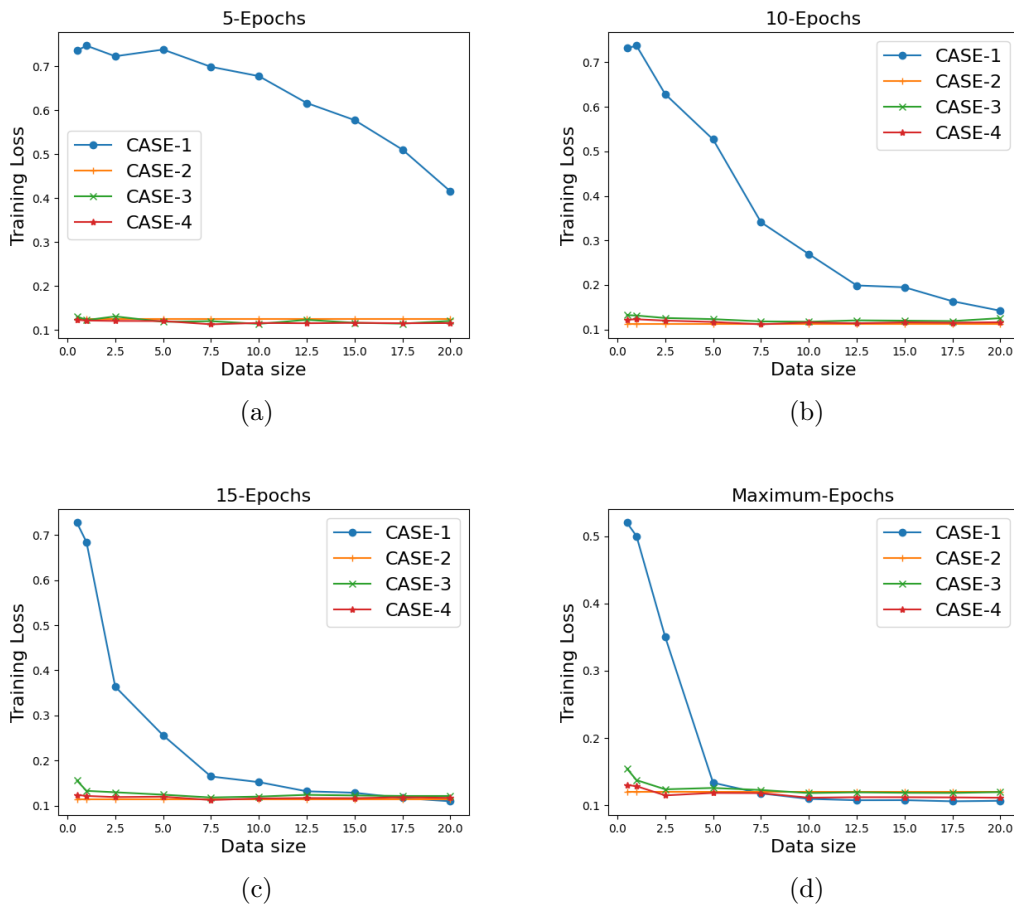 5-Epochs
Training Loss
0.7
0.6
0.5
0.4
0.3
0.2
0.1
CASE-1
CASE-2
CASE-3
CASE-4
0.0 2.5 5.0 7.5 10.0 12.5 15.0 17.5 20.0
Data size
(a)
10-Epochs
Training Loss
0.7
0.6
0.5
0.4
0.3
0.2
0.1
CASE-1
CASE-2
CASE-3
CASE-4
0.0 2.5 5.0 7.5 10.0 12.5 15.0 17.5 20.0
Data size
(b)
15-Epochs
Training Loss
0.7
0.6
0.5
0.4
0.3
0.2
0.1
CASE-1
CASE-2
CASE-3
CASE-4
0.0 2.5 5.0 7.5 10.0 12.5 15.0 17.5 20.0
Data size
(c)
Maximum-Epochs
Training Loss
0.5
0.4
0.3
0.2
0.1
CASE-1
CASE-2
CASE-3
CASE-4
0.0 2.5 5.0 7.5 10.0 12.5 15.0 17.5 20.0
Data size
(d)